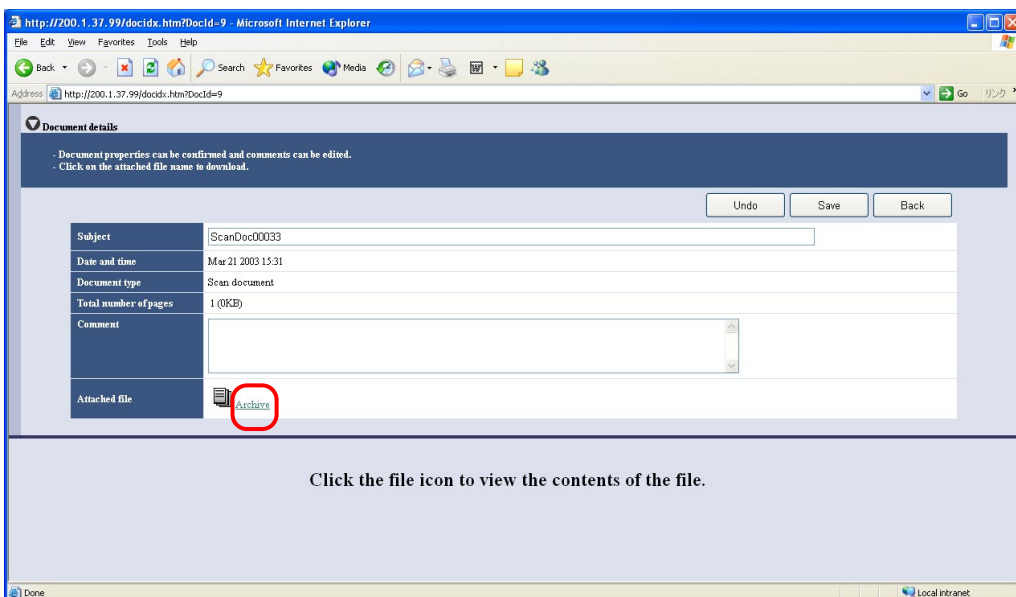 http://200.1.37.99/docidx.htm?DocId=9 - Microsoft Internet Explorer
File Edit View Favorites Tools Help
Back Search Favorites Media
Address http://200.1.37.99/docidx.htm?DocId=9 Go リンク
Document details
- Document properties can be confirmed and comments can be edited.
- Click on the attached file name to download.
Undo Save Back
Subject ScanDoc00033
Date and time Mar 21 2003 15:31
Document type Scan document
Total number of pages 1 (0KB)
Comment
Attached file Archive
Click the file icon to view the contents of the file.
Done Local intranet